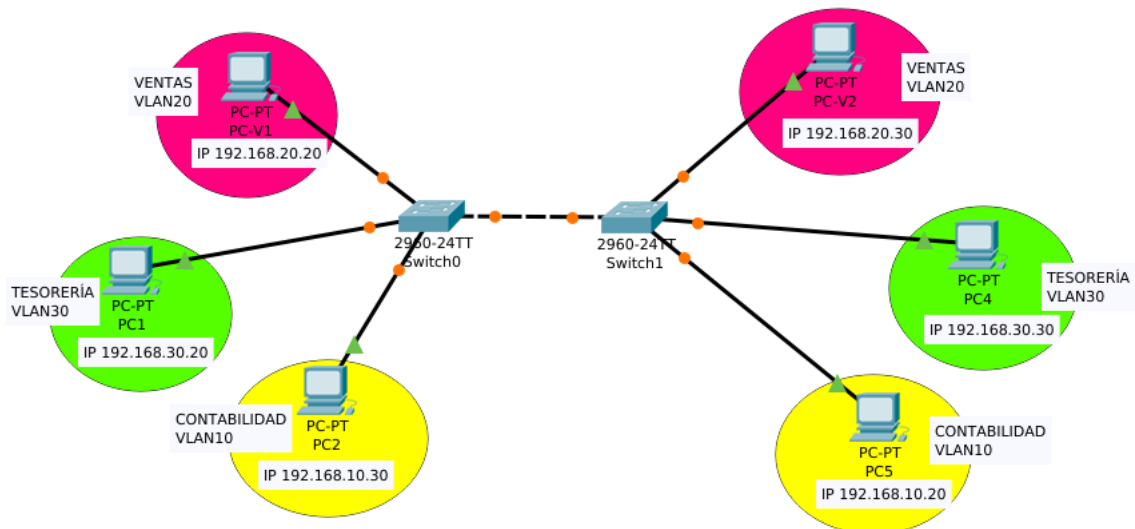 VENTAS
VLAN20
PC-PT
PC-V1
IP 192.168.20.20
VENTAS
VLAN20
PC-PT
PC-V2
IP 192.168.20.30
2960-24TT
Switch0
2960-24TT
Switch1
TESORERÍA
VLAN30
PC-PT
PC1
IP 192.168.30.20
TESORERÍA
VLAN30
PC-PT
PC4
IP 192.168.30.30
CONTABILIDAD
VLAN10
PC-PT
PC2
IP 192.168.10.30
CONTABILIDAD
VLAN10
PC-PT
PC5
IP 192.168.10.20